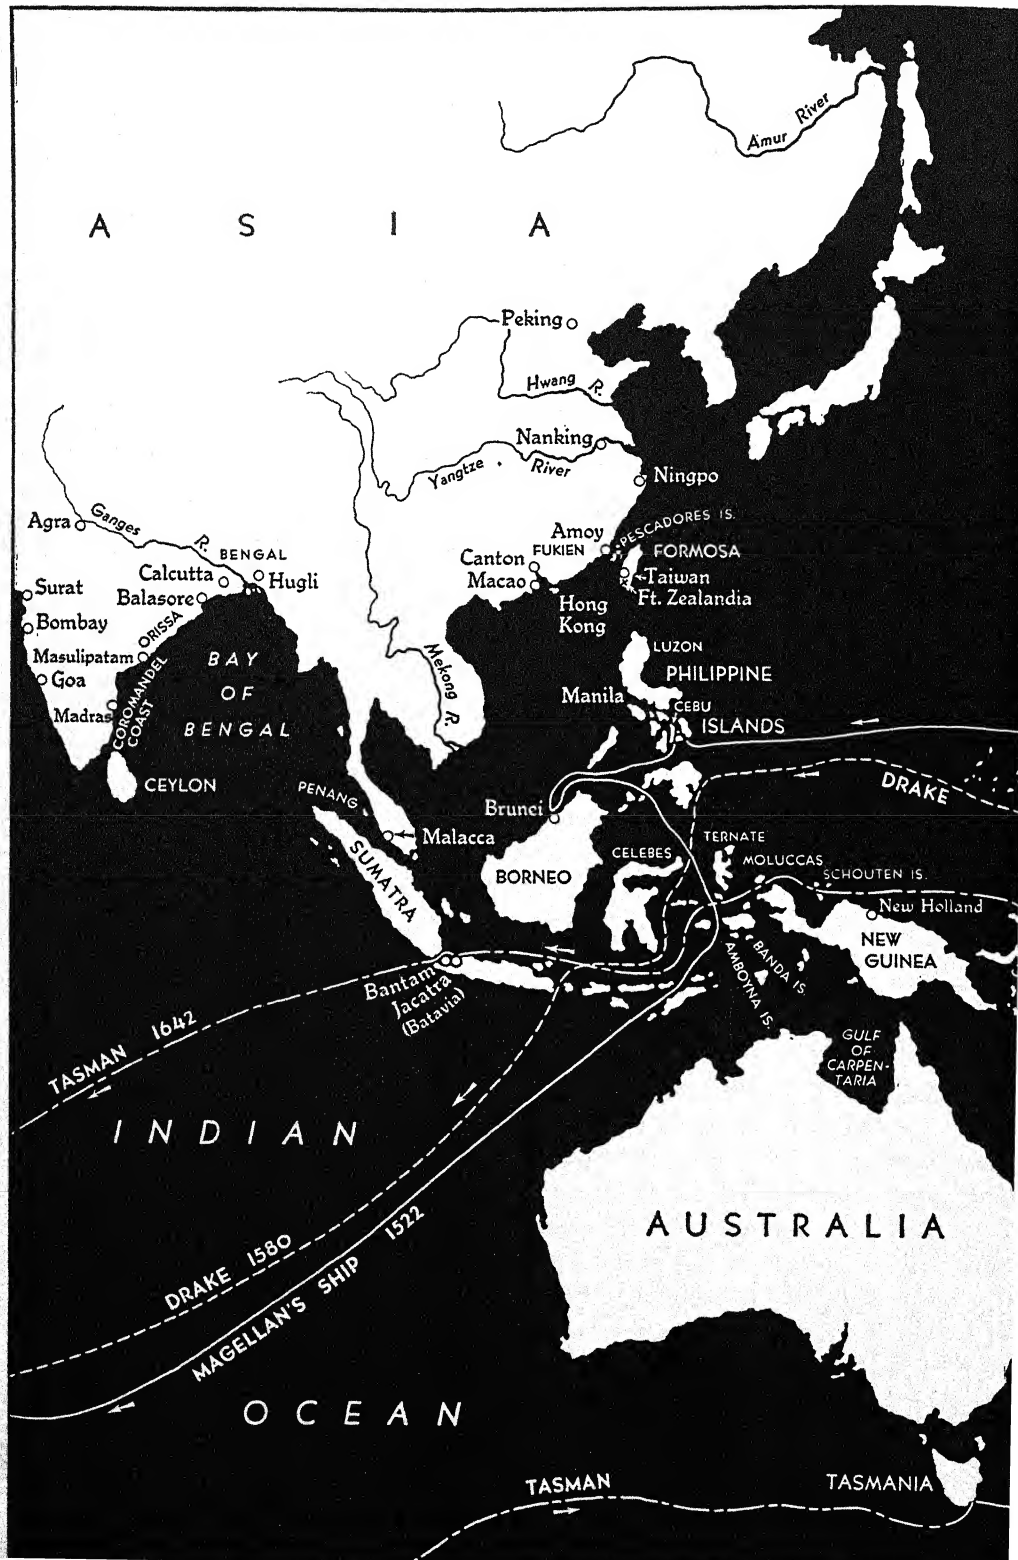 Amur River
A S I A
Peking
Hwang R.
Nanking
Yangtze River
Ningpo
Agra
Ganges R.
BENGAL
Amoy
PESCADORES IS.
FUKIEN
FORMOSA
Canton
Macao
Taiwan
Ft. Zealandia
Hong
Kong
Calcutta
Hugli
Surat
Balasore
Bombay
ORISSA
Masulipatam
Goa
Madras
COROMANDEL
COAST
BAY
OF
BENGAL
Mekong R.
LUZON
PHILIPPINE
Manila
CEBU
ISLANDS
CEYLON
PENANG
DRAKE
Brunei
Malacca
SUMATRA
BORNEO
CELEBES
TERNATE
MOLUCCAS
SCHOUTEN IS.
New Holland
NEW
GUINEA
BANDA IS.
AMBOYNA IS.
Bantam
Jacatra
(Batavia)
GULF
OF
CARPEN-
TARIA
TASMAN 1642
INDIAN
AUSTRALIA
DRAKE 1580
MAGELLAN'S SHIP 1522
OCEAN
TASMAN
TASMANIA